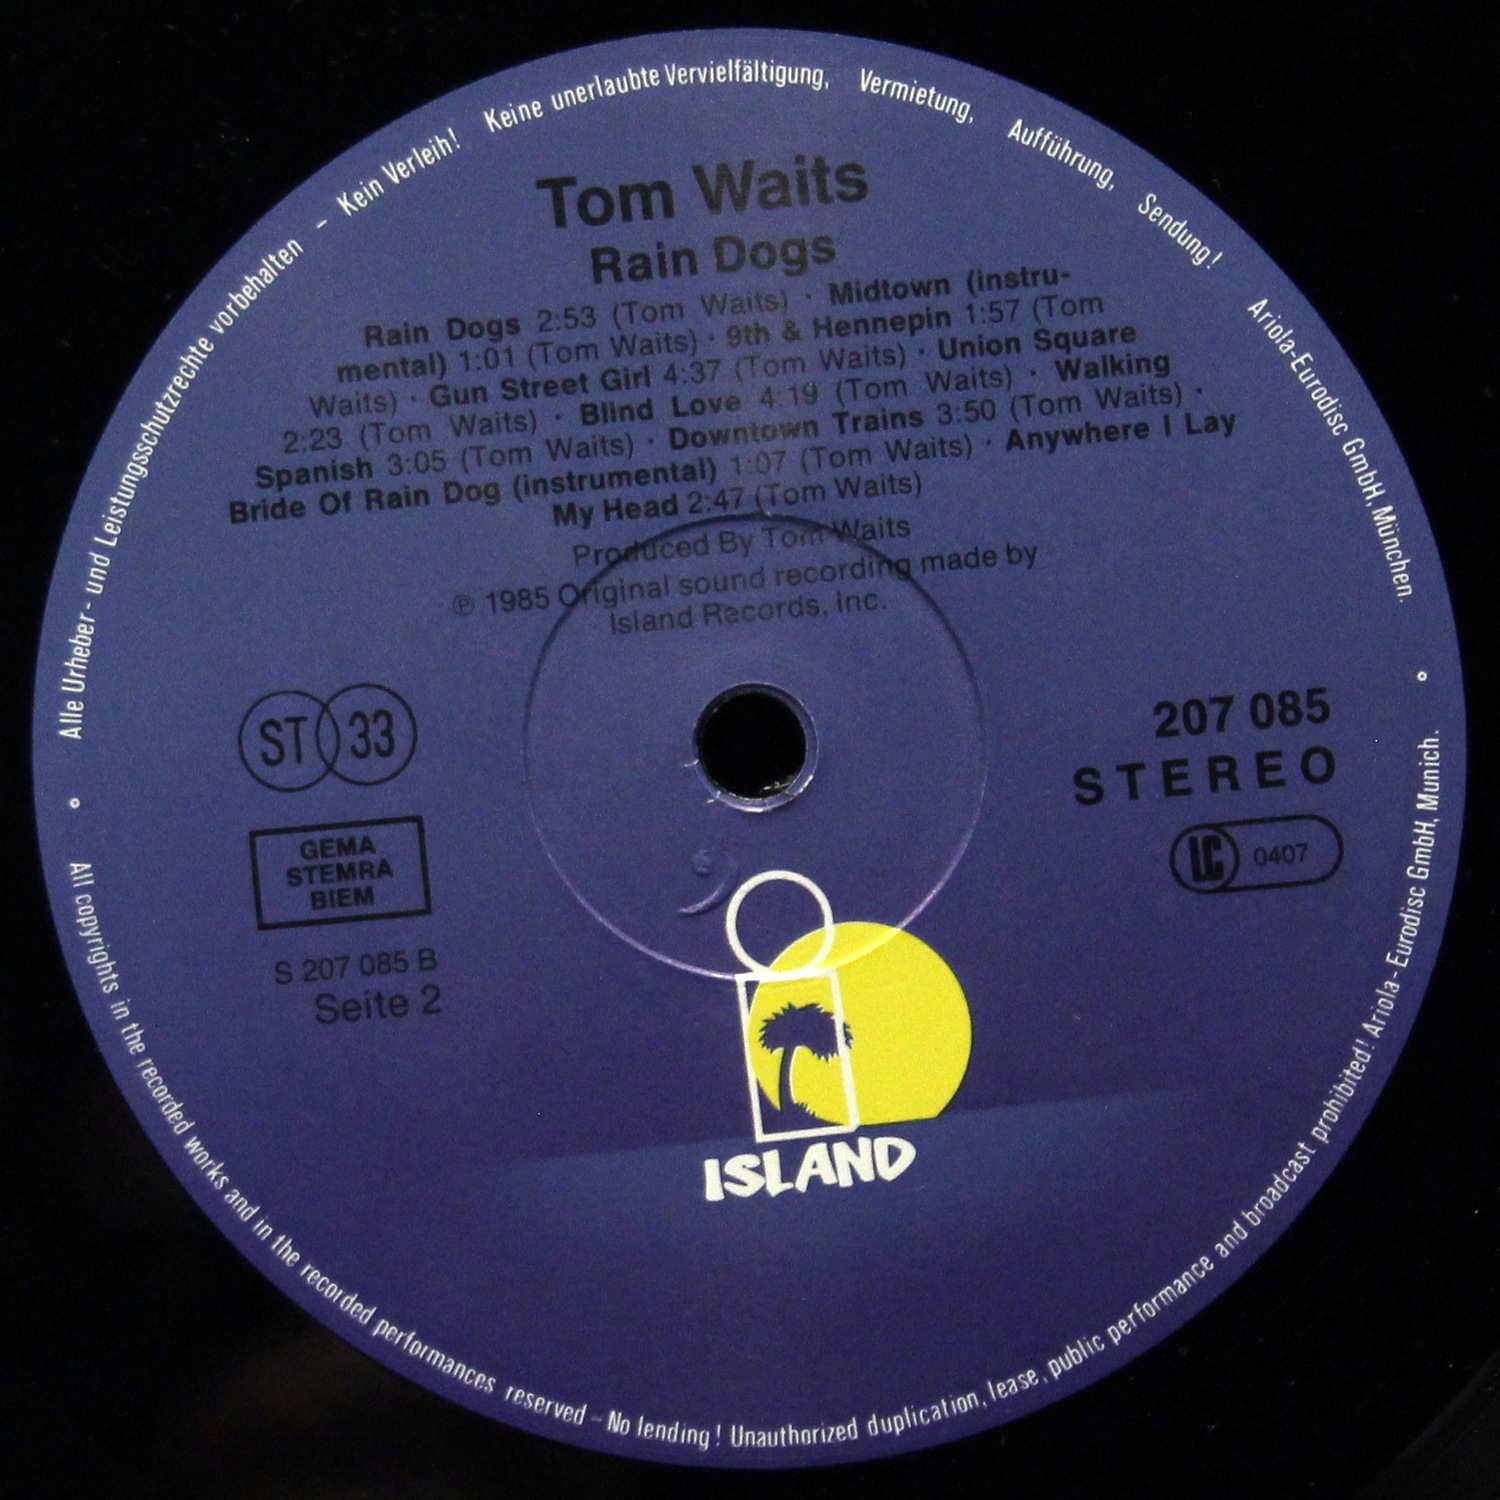 Alle Urheber- und Leistungsschutzrechte vorbehalten – Kein Verleih! Keine unerlaubte Vervielfältigung, Vermietung, Aufführung, Sendung! Ariola-Eurodisc GmbH, München.
Tom Waits
Rain Dogs
Rain Dogs 2:53 (Tom Waits) · Midtown (instru-
mental) 1:01 (Tom Waits) · 9th & Hennepin 1:57 (Tom
Waits) · Gun Street Girl 4:37 (Tom Waits) · Union Square
2:23 (Tom Waits) · Blind Love 4:19 (Tom Waits) · Walking
Spanish 3:05 (Tom Waits) · Downtown Trains 3:50 (Tom Waits) ·
Bride Of Rain Dog (instrumental) 1:07 (Tom Waits) · Anywhere I Lay
My Head 2:47 (Tom Waits)
Produced By Tom Waits
℗ 1985 Original sound recording made by
Island Records, Inc.
ST 33
207 085
STEREO
GEMA
STEMRA
BIEM
LC 0407
S 207 085 B
Seite 2
ISLAND
All copyrights in the recorded works and in the recorded performances reserved – No lending! Unauthorized duplication, lease, public performance and broadcast prohibited! Ariola-Eurodisc GmbH, Munich.